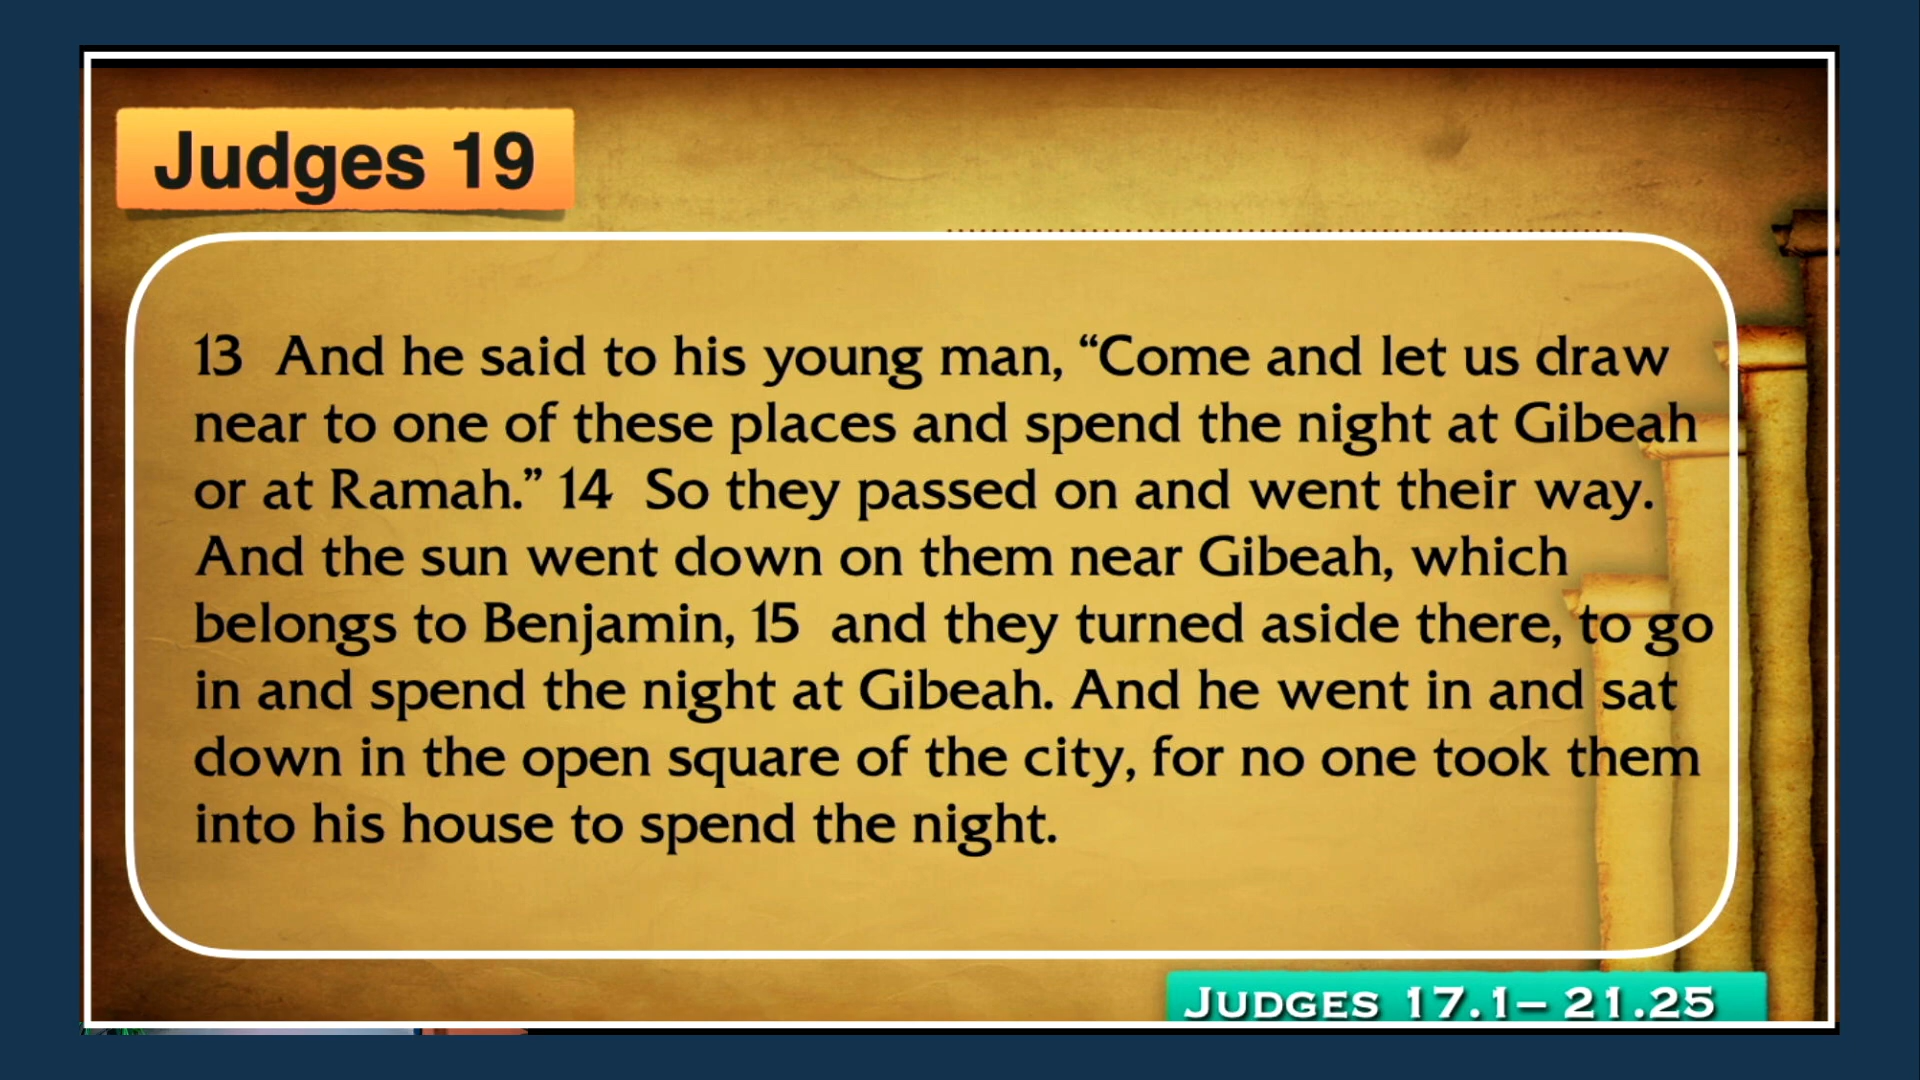 Judges 19
13 And he said to his young man, “Come and let us draw
near to one of these places and spend the night at Gibeah
or at Ramah.” 14 So they passed on and went their way.
And the sun went down on them near Gibeah, which
belongs to Benjamin, 15 and they turned aside there, to go
in and spend the night at Gibeah. And he went in and sat
down in the open square of the city, for no one took them
into his house to spend the night.
JUDGES 17.1– 21.25